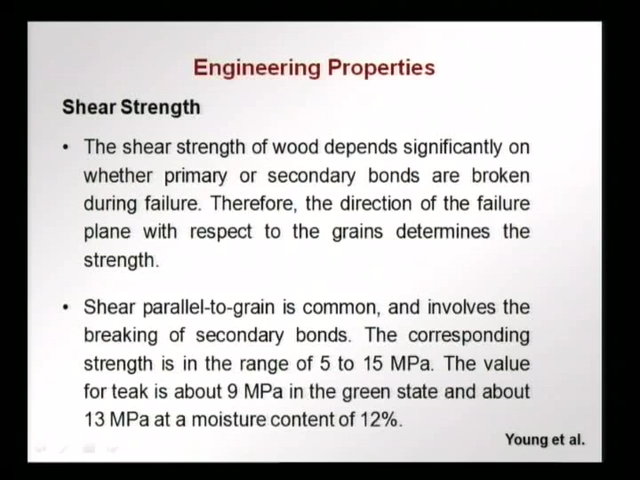 Engineering Properties
Shear Strength
• The shear strength of wood depends significantly on
whether primary or secondary bonds are broken
during failure. Therefore, the direction of the failure
plane with respect to the grains determines the
strength.
• Shear parallel-to-grain is common, and involves the
breaking of secondary bonds. The corresponding
strength is in the range of 5 to 15 MPa. The value
for teak is about 9 MPa in the green state and about
13 MPa at a moisture content of 12%.
Young et al.